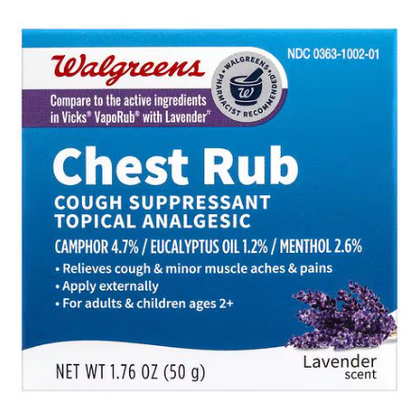 Walgreens
NDC 0363-1002-01
WALGREENS
PHARMACIST RECOMMENDED
W
Compare to the active ingredients
in Vicks® VapoRub® with Lavender††
Chest Rub
COUGH SUPPRESSANT
TOPICAL ANALGESIC
CAMPHOR 4.7% / EUCALYPTUS OIL 1.2% / MENTHOL 2.6%
• Relieves cough & minor muscle aches & pains
• Apply externally
• For adults & children ages 2+
NET WT 1.76 OZ (50 g)
Lavender
scent